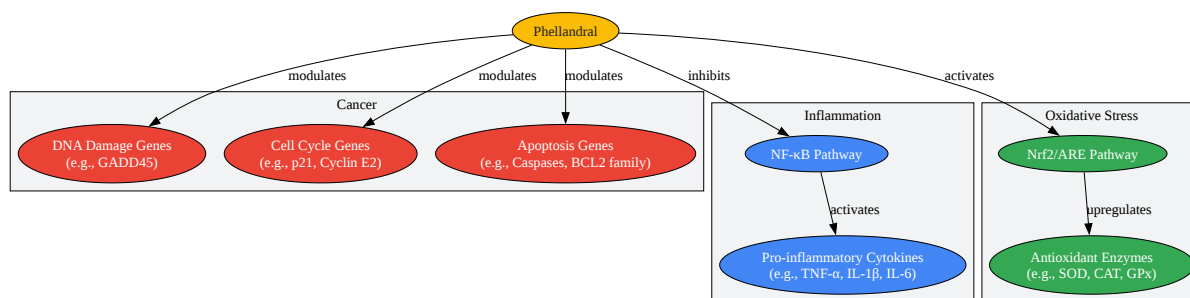 Phellandral
modulates
modulates
modulates
inhibits
activates
Cancer
DNA Damage Genes
(e.g., GADD45)
Cell Cycle Genes
(e.g., p21, Cyclin E2)
Apoptosis Genes
(e.g., Caspases, BCL2 family)
Inflammation
NF-κB Pathway
activates
Pro-inflammatory Cytokines
(e.g., TNF-α, IL-1β, IL-6)
Oxidative Stress
Nrf2/ARE Pathway
upregulates
Antioxidant Enzymes
(e.g., SOD, CAT, GPx)